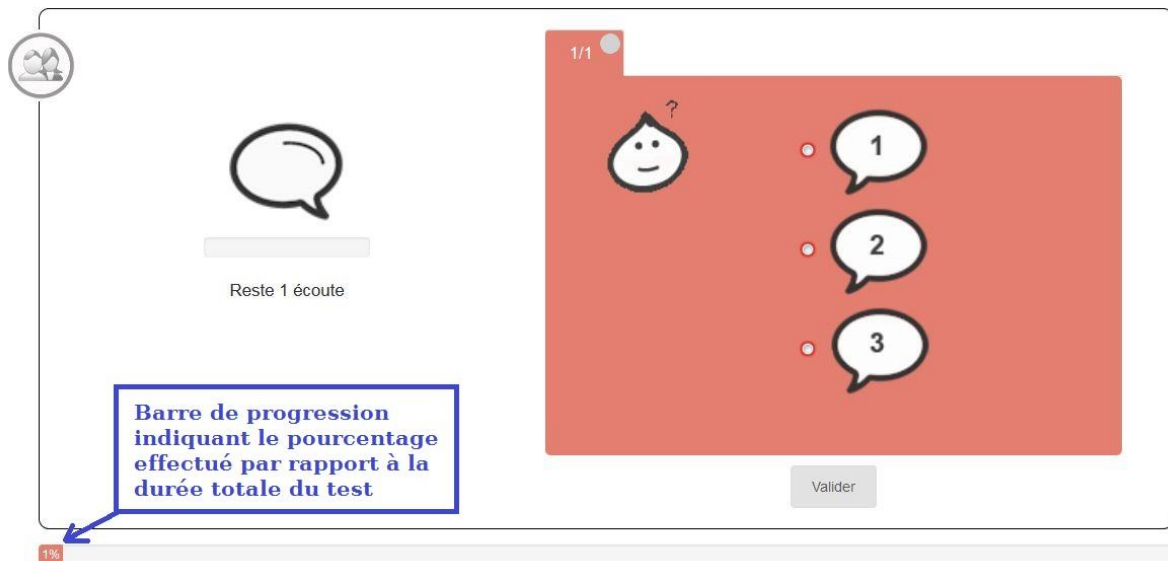 1/1
?
1
2
3
Reste 1 écoute
Barre de progression
indiquant le pourcentage
effectué par rapport à la
durée totale du test
Valider
1%